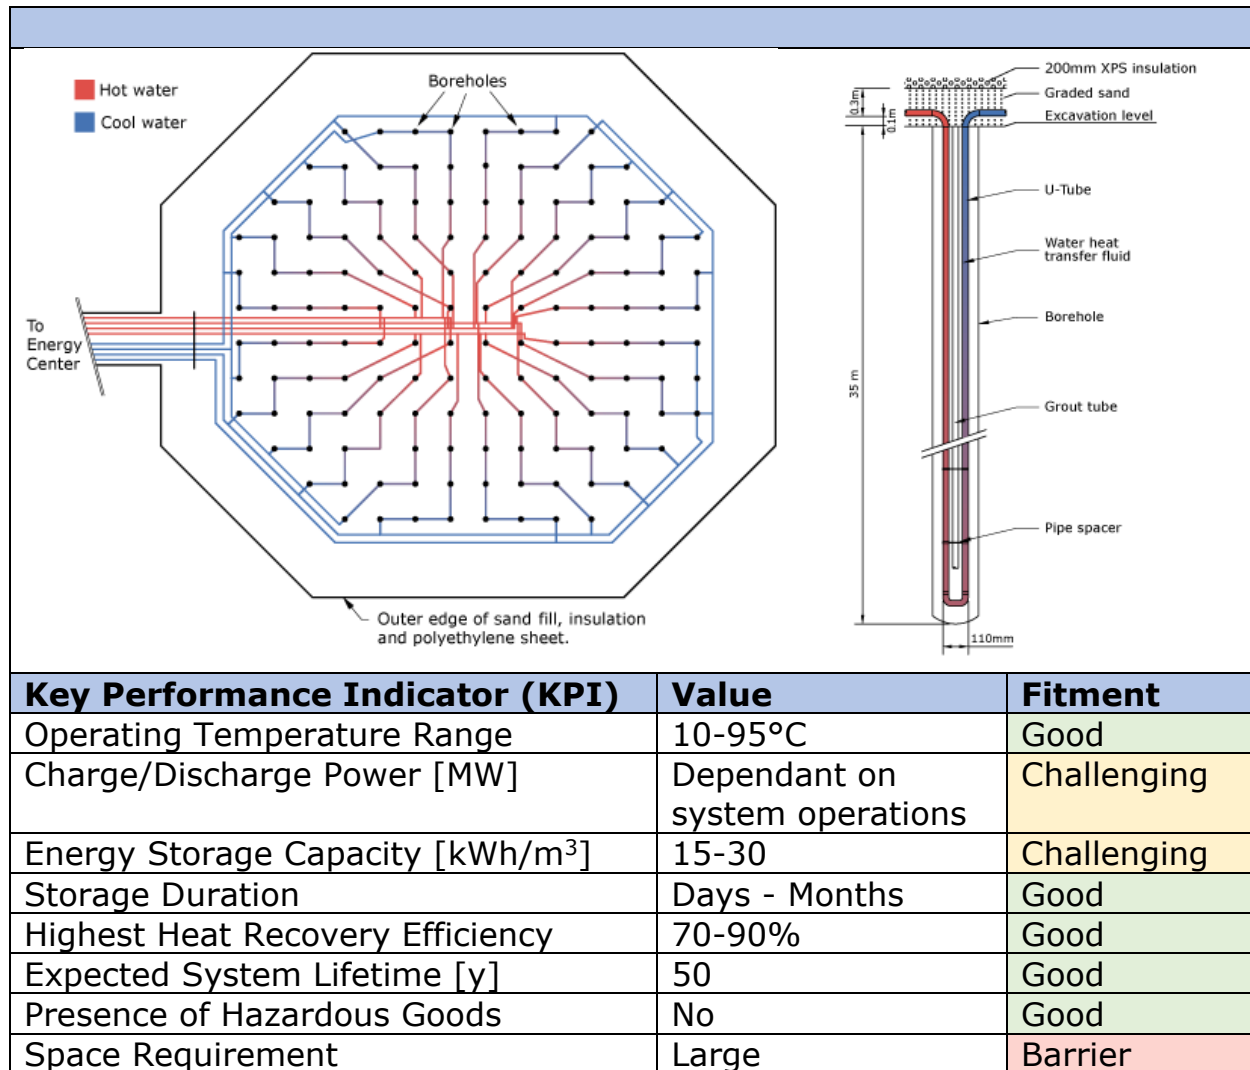 Hot water
Cool water
Boreholes
To
Energy
Center
Outer edge of sand fill, insulation
and polyethylene sheet.
200mm XPS insulation
Graded sand
Excavation level
0.3m
0.1m
U-Tube
Water heat
transfer fluid
Borehole
35 m
Grout tube
Pipe spacer
110mm
Key Performance Indicator (KPI) Value Fitment
Operating Temperature Range 10-95°C Good
Charge/Discharge Power [MW] Dependant on Challenging
system operations
Energy Storage Capacity [kWh/m³] 15-30 Challenging
Storage Duration Days - Months Good
Highest Heat Recovery Efficiency 70-90% Good
Expected System Lifetime [y] 50 Good
Presence of Hazardous Goods No Good
Space Requirement Large Barrier